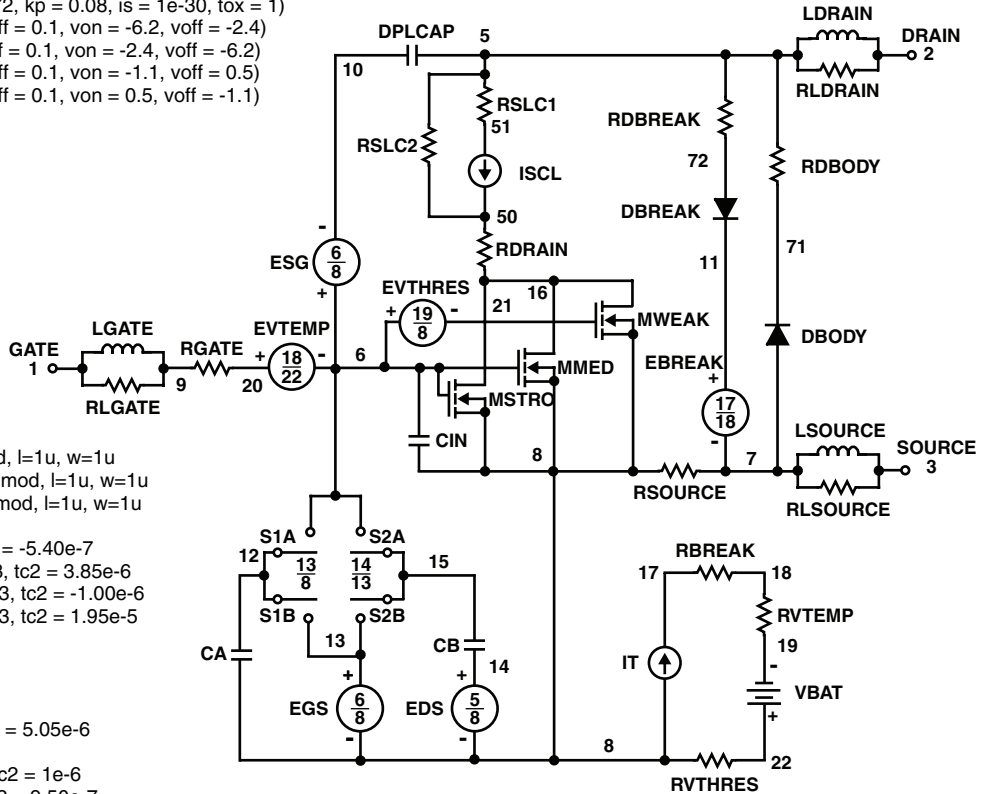 2, kp = 0.08, is = 1e-30, tox = 1)
ff = 0.1, von = -6.2, voff = -2.4)
f = 0.1, von = -2.4, voff = -6.2)
ff = 0.1, von = -1.1, voff = 0.5)
ff = 0.1, von = 0.5, voff = -1.1)
LDRAIN
DPLCAP 5 DRAIN
10 2
RLDRAIN
RSLC1
51
RDBREAK
RSLC2
72 RDBODY
ISCL
DBREAK
50
- 71
RDRAIN
ESG 6 8 11
+
EVTHRES 16
+ 19 8 - 21
MWEAK
LGATE EVTEMP
DBODY
GATE RGATE + 18 22 - 6
EBREAK
1 MMED
9 20 +
RLGATE MSTRO 17 18
-
LSOURCE
CIN SOURCE
8 7 3
RSOURCE
RLSOURCE
d, l=1u, w=1u
mod, l=1u, w=1u
mod, l=1u, w=1u
= -5.40e-7
3, tc2 = 3.85e-6
3, tc2 = -1.00e-6
3, tc2 = 1.95e-5
= 5.05e-6
c2 = 1e-6
S1A S2A
12 13 8 14 13 15
S1B S2B
13
CA CB
+ + 14
EGS 6 8 EDS 5 8
- -
RBREAK
17 18
RVTEMP
19
IT -
VBAT
+
8 22
RVTHRES